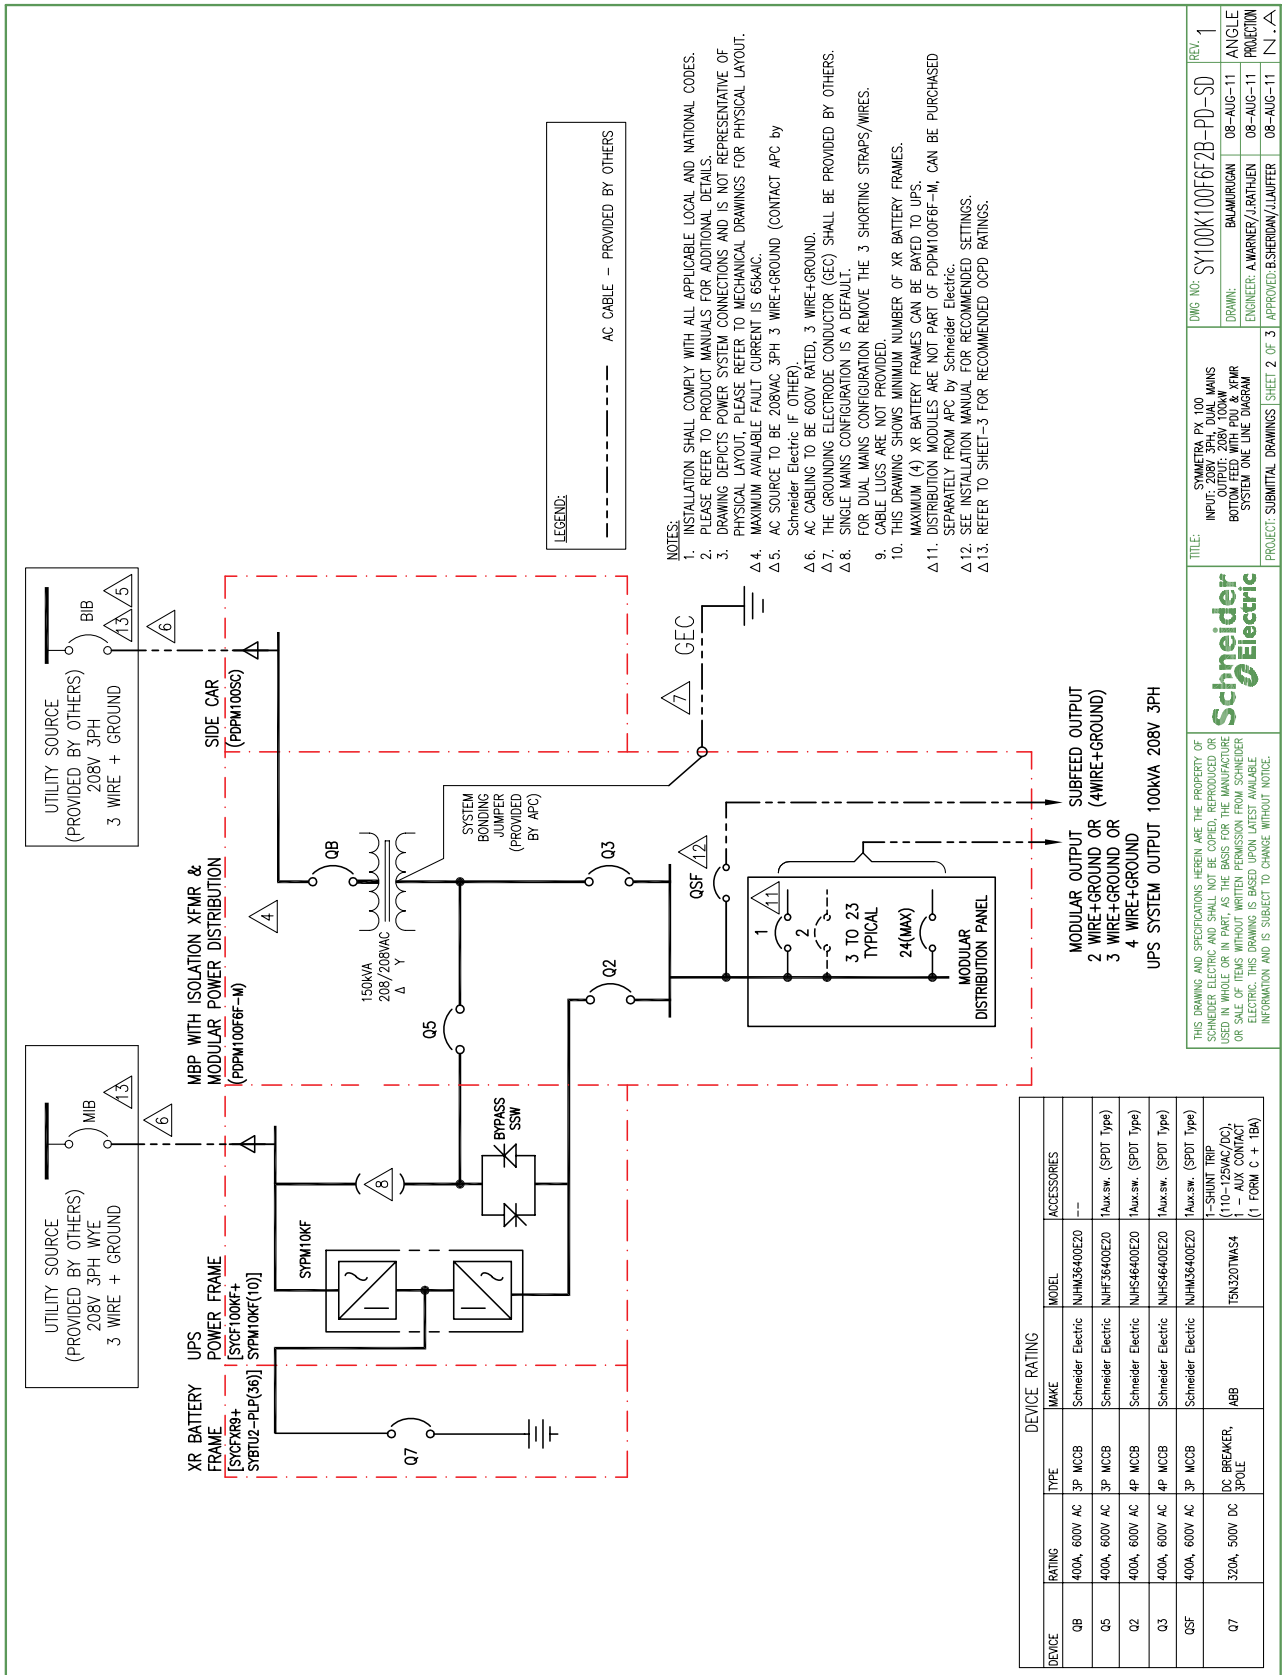 UTILITY SOURCE
(PROVIDED BY OTHERS)
208V 3PH WYE
3 WIRE + GROUND
MIB
13
6
UTILITY SOURCE
(PROVIDED BY OTHERS)
208V 3PH
3 WIRE + GROUND
BIB
13
5
6
XR BATTERY
FRAME
[SYCFXR9+
SYBTU2-PLP(36)]
UPS
POWER FRAME
[SYCF100KF+
SYPM10KF(10)]
MBP WITH ISOLATION XFMR &
MODULAR POWER DISTRIBUTION
(PDPM100F6F-M)
SIDE CAR
(PDPM100SC)
4
SYPM10KF
8
BYPASS
SSW
Q7
Q5
150kVA
208/208VAC
Δ Y
QB
SYSTEM
BONDING
JUMPER
(PROVIDED
BY APC)
Q2
Q3
7
GEC
QSF
12
11
1
2
3 TO 23
TYPICAL
24(MAX)
MODULAR
DISTRIBUTION PANEL
MODULAR OUTPUT
2 WIRE+GROUND OR
3 WIRE+GROUND OR
4 WIRE+GROUND
SUBFEED OUTPUT
(4WIRE+GROUND)
UPS SYSTEM OUTPUT 100kVA 208V 3PH
LEGEND:
AC CABLE – PROVIDED BY OTHERS
NOTES:
1. INSTALLATION SHALL COMPLY WITH ALL APPLICABLE LOCAL AND NATIONAL CODES.
2. PLEASE REFER TO PRODUCT MANUALS FOR ADDITIONAL DETAILS.
3. DRAWING DEPICTS POWER SYSTEM CONNECTIONS AND IS NOT REPRESENTATIVE OF
PHYSICAL LAYOUT, PLEASE REFER TO MECHANICAL DRAWINGS FOR PHYSICAL LAYOUT.
Δ 4. MAXIMUM AVAILABLE FAULT CURRENT IS 65kAIC.
Δ 5. AC SOURCE TO BE 208VAC 3PH 3 WIRE+GROUND (CONTACT APC by
Schneider Electric IF OTHER).
Δ 6. AC CABLING TO BE 600V RATED, 3 WIRE+GROUND.
Δ 7. THE GROUNDING ELECTRODE CONDUCTOR (GEC) SHALL BE PROVIDED BY OTHERS.
Δ 8. SINGLE MAINS CONFIGURATION IS A DEFAULT.
FOR DUAL MAINS CONFIGURATION REMOVE THE 3 SHORTING STRAPS/WIRES.
9. CABLE LUGS ARE NOT PROVIDED.
10. THIS DRAWING SHOWS MINIMUM NUMBER OF XR BATTERY FRAMES.
MAXIMUM (4) XR BATTERY FRAMES CAN BE BAYED TO UPS.
Δ11. DISTRIBUTION MODULES ARE NOT PART OF PDPM100F6F-M, CAN BE PURCHASED
SEPARATELY FROM APC by Schneider Electric.
Δ12. SEE INSTALLATION MANUAL FOR RECOMMENDED SETTINGS.
Δ13. REFER TO SHEET-3 FOR RECOMMENDED OCPD RATINGS.
DEVICE RATING
DEVICE RATING TYPE MAKE MODEL ACCESSORIES
QB 400A, 600V AC 3P MCCB Schneider Electric NJHM36400E20 --
Q5 400A, 600V AC 3P MCCB Schneider Electric NJHF36400E20 1Aux.sw. (SPDT Type)
Q2 400A, 600V AC 4P MCCB Schneider Electric NJHS46400E20 1Aux.sw. (SPDT Type)
Q3 400A, 600V AC 4P MCCB Schneider Electric NJHS46400E20 1Aux.sw. (SPDT Type)
QSF 400A, 600V AC 3P MCCB Schneider Electric NJHM36400E20 1Aux.sw. (SPDT Type)
Q7 320A, 500V DC DC BREAKER, 3POLE ABB T5N320TWAS4 1-SHUNT TRIP
(110-125VAC/DC),
1 - AUX CONTACT
(1 FORM C + 1BA)
THIS DRAWING AND SPECIFICATIONS HEREIN ARE THE PROPERTY OF
SCHNEIDER ELECTRIC AND SHALL NOT BE COPIED, REPRODUCED OR
USED IN WHOLE OR IN PART, AS THE BASIS FOR THE MANUFACTURE
OR SALE OF ITEMS WITHOUT WRITTEN PERMISSION FROM SCHNEIDER
ELECTRIC. THIS DRAWING IS BASED UPON LATEST AVAILABLE
INFORMATION AND IS SUBJECT TO CHANGE WITHOUT NOTICE.
Schneider
Electric
TITLE: SYMMETRA PX 100
INPUT: 208V 3PH, DUAL MAINS
OUTPUT: 208V 100kW
BOTTOM FEED WITH PDU & XFMR
SYSTEM ONE LINE DIAGRAM
PROJECT: SUBMITTAL DRAWINGS SHEET 2 OF 3
DWG NO: SY100K100F6F2B-PD-SD REV: 1
DRAWN: BALAMURUGAN 08-AUG-11
ENGINEER: A.WARNER/J.RATHJEN 08-AUG-11
APPROVED: B.SHERIDAN/J.LAUFFER 08-AUG-11
ANGLE
PROJECTION
N.A